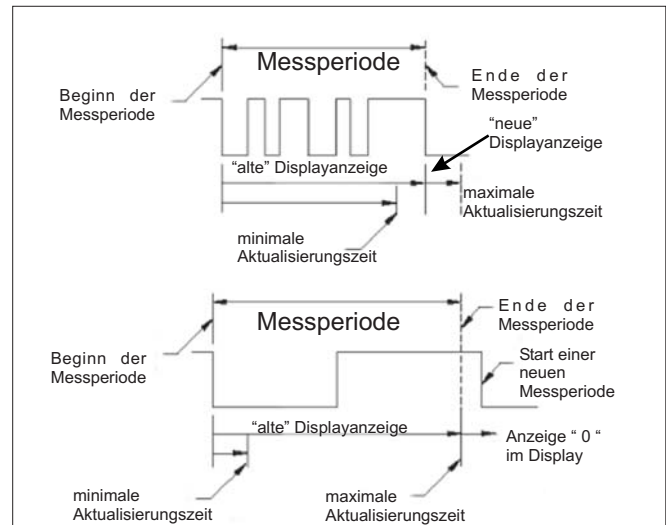 Messperiode
Beginn der
Messperiode
Ende der
Messperiode
"neue"
Displayanzeige
"alte" Displayanzeige
maximale
Aktualisierungszeit
minimale
Aktualisierungszeit
Messperiode
Ende der
Messperiode
Beginn der
Messperiode
Start einer
neuen
Messperiode
"alte" Displayanzeige
Anzeige " 0 "
im Display
minimale
Aktualisierungszeit
maximale
Aktualisierungszeit